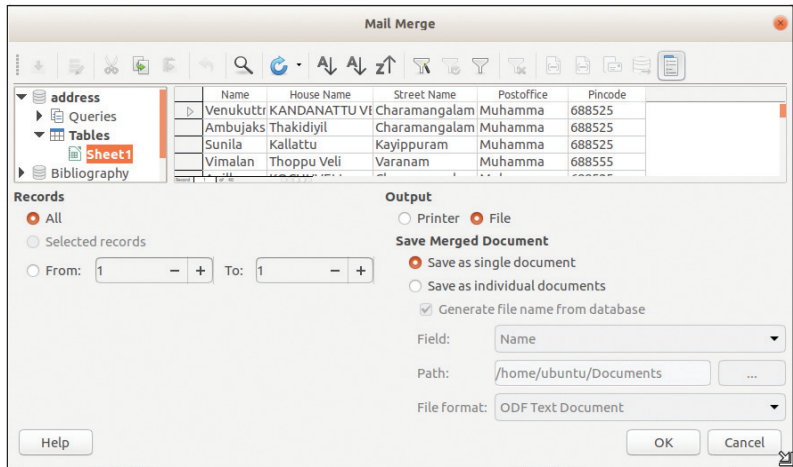 Mail Merge
address
Queries
Tables
Sheet1
Bibliography
Name House Name Street Name Postoffice Pincode
Venukuttı KANDANATTU VE Charamangalam Muhamma 688525
Ambujaks Thakidiyil Charamangalam Muhamma 688525
Sunila Kallattu Kayippuram Muhamma 688525
Vimalan Thoppu Veli Varanam Muhamma 688555
Records
All
Selected records
From: 1 To: 1
Output
Printer File
Save Merged Document
Save as single document
Save as individual documents
Generate file name from database
Field: Name
Path: /home/ubuntu/Documents ...
File format: ODF Text Document
Help OK Cancel